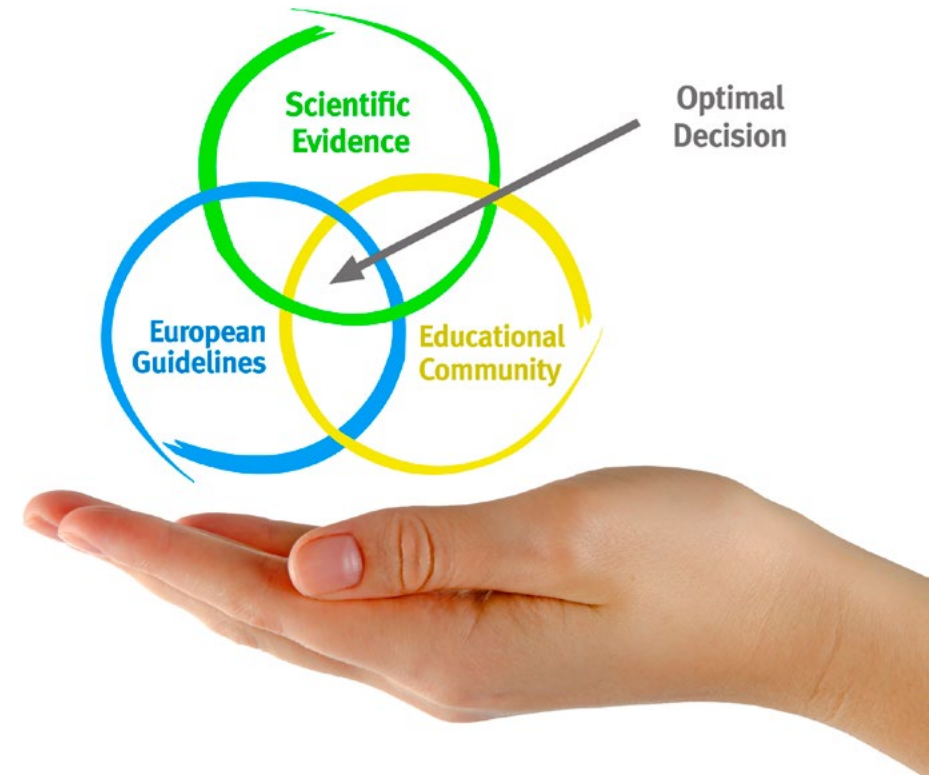 Scientific
Evidence
Optimal
Decision
European
Guidelines
Educational
Community